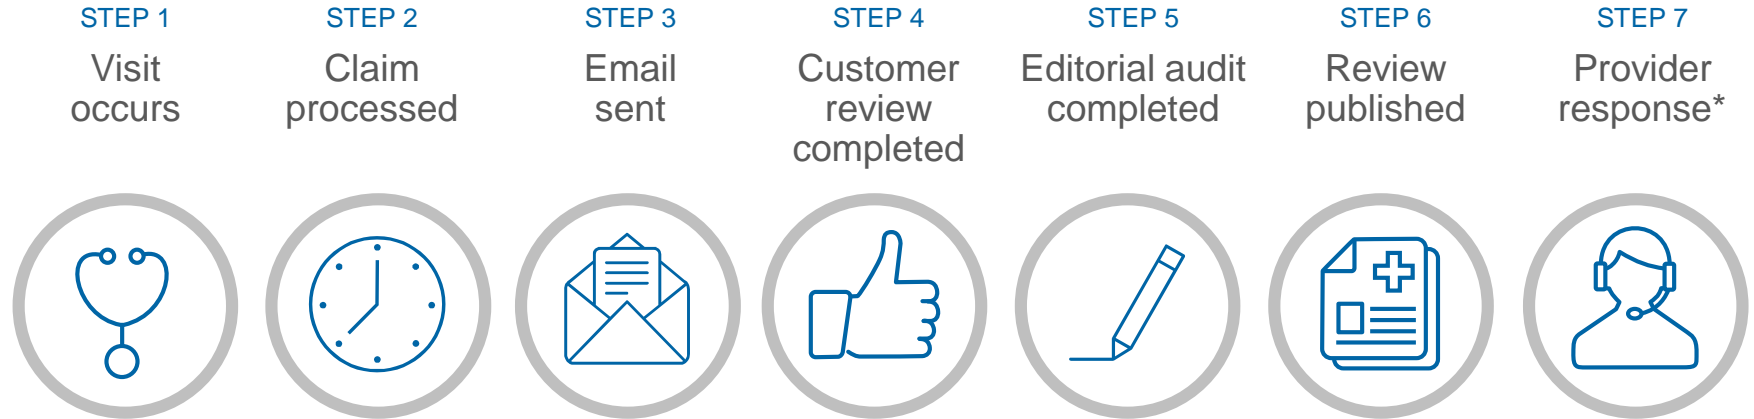 STEP 1
Visit
occurs
STEP 2
Claim
processed
STEP 3
Email
sent
STEP 4
Customer
review
completed
STEP 5
Editorial audit
completed
STEP 6
Review
published
STEP 7
Provider
response*